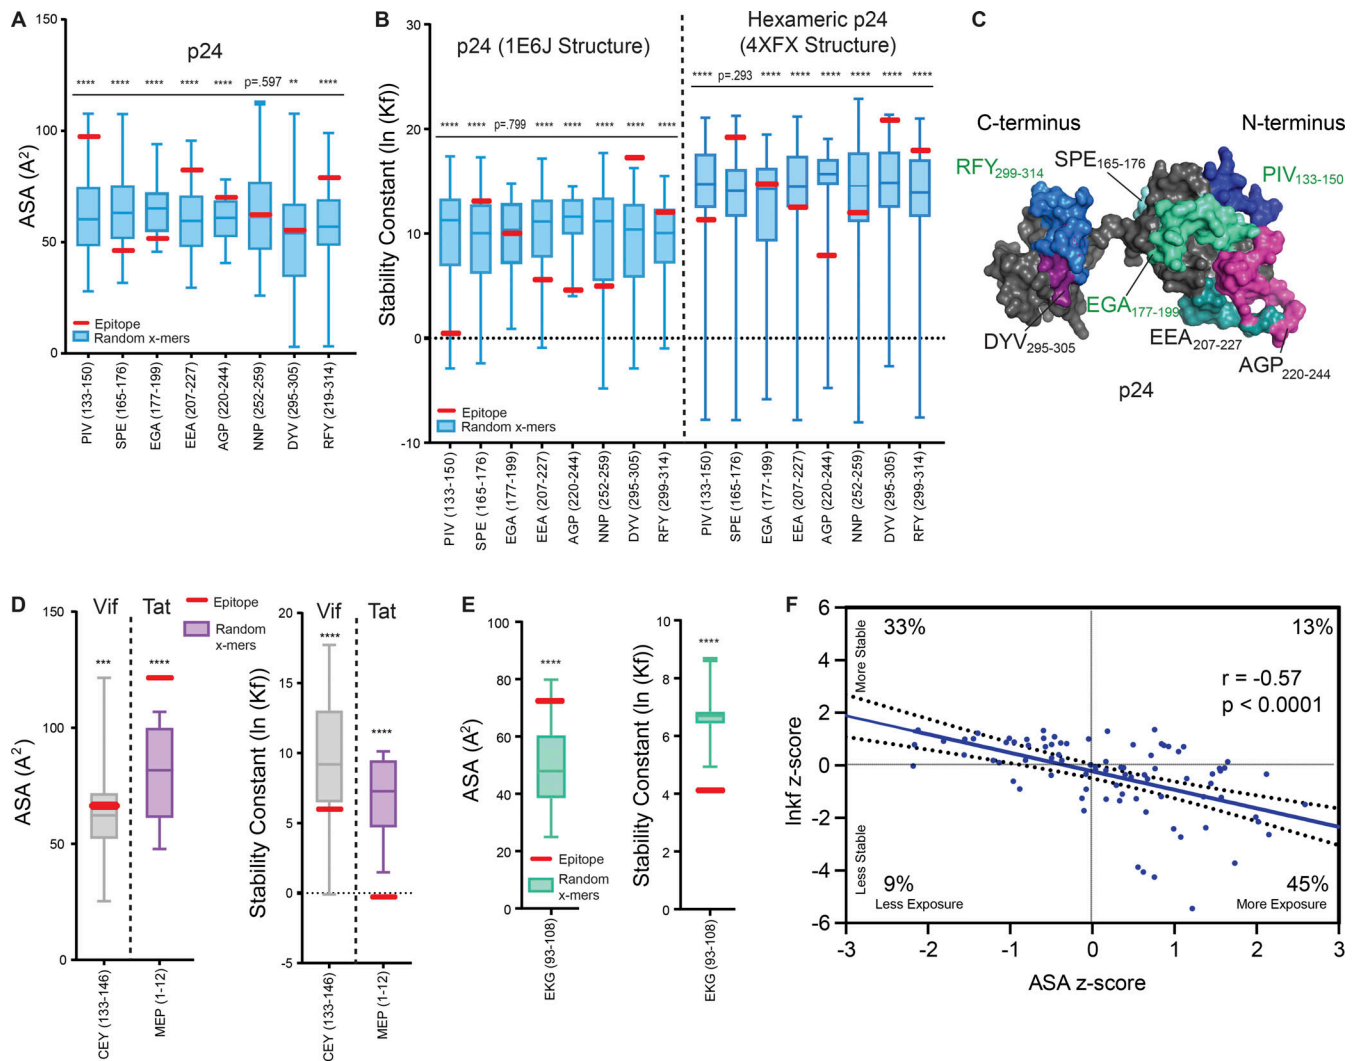 A
p24
ASA (A²)
150
100
50
0
**** **** **** **** **** p=.597 ** ****
Epitope
Random x-mers
PIV (133-150)
SPE (165-176)
EGA (177-199)
EEA (207-227)
AGP (220-244)
NNP (252-259)
DYV (295-305)
RFY (219-314)
B
p24 (1E6J Structure)
Hexameric p24
(4XFX Structure)
Stability Constant (ln (Kf))
30
20
10
0
-10
**** **** p=.799 **** **** **** **** ****
**** p=.293 **** **** **** **** **** ****
Epitope
Random x-mers
PIV (133-150)
SPE (165-176)
EGA (177-199)
EEA (207-227)
AGP (220-244)
NNP (252-259)
DYV (295-305)
RFY (299-314)
PIV (133-150)
SPE (165-176)
EGA (177-199)
EEA (207-227)
AGP (220-244)
NNP (252-259)
DYV (295-305)
RFY (299-314)
C
C-terminus
N-terminus
RFY299-314
SPE165-176
PIV133-150
EGA177-199
DYV295-305
EEA207-227
AGP220-244
p24
D
Vif
Tat
Epitope
Random
x-mers
ASA (A²)
150
100
50
0
***
****
CEY (133-146)
MEP (1-12)
Vif
Tat
Stability Constant (ln (Kf))
20
15
10
5
0
-5
****
****
CEY (133-146)
MEP (1-12)
E
ASA (A²)
100
80
60
40
20
0
****
Epitope
Random
x-mers
EKG (93-108)
Stability Constant (ln (Kf))
10
8
6
4
2
0
****
EKG (93-108)
F
lnkf z-score
6
4
2
0
-2
-4
-6
More Stable
Less Stable
33%
13%
r = -0.57
p < 0.0001
9%
Less Exposure
45%
More Exposure
-3 -2 -1 0 1 2 3
ASA z-score